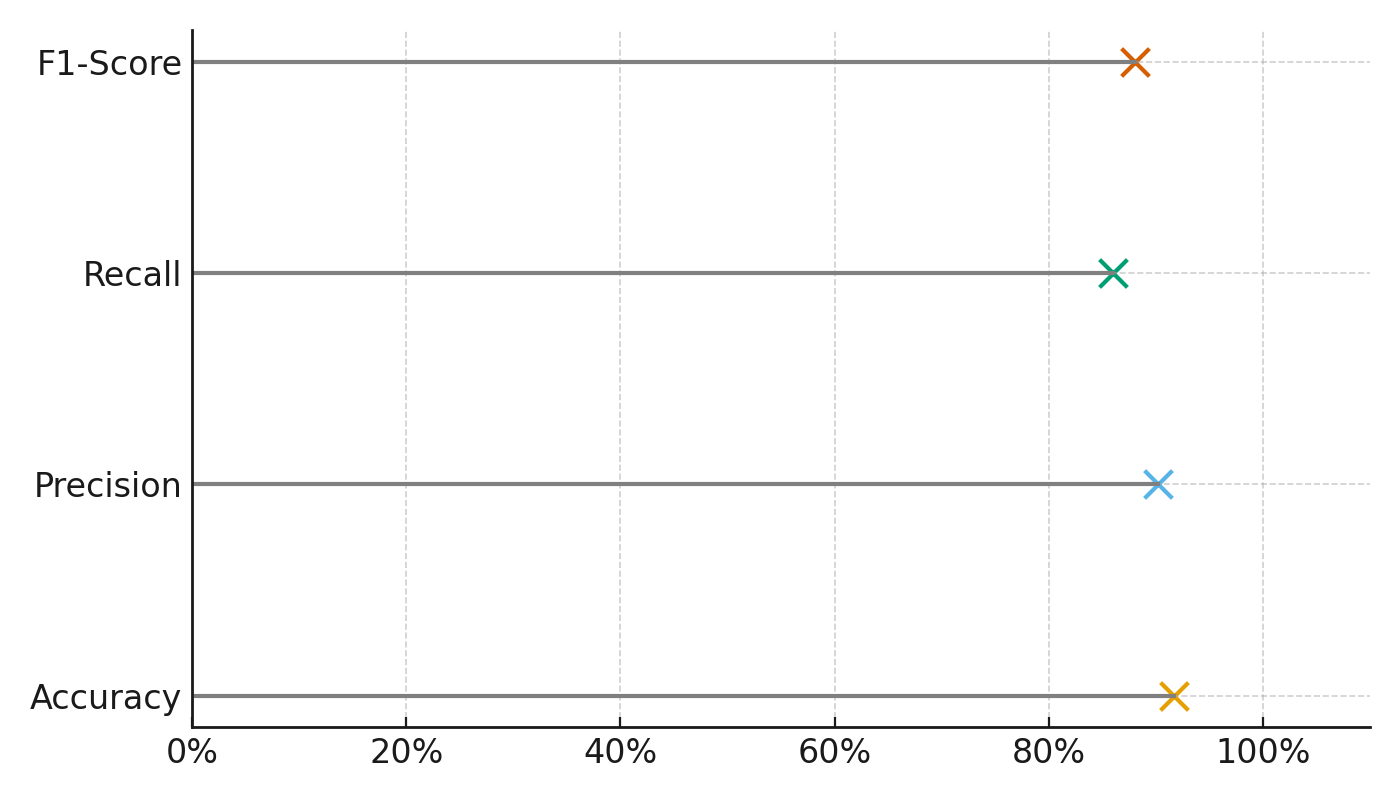 F1-Score
Recall
Precision
Accuracy
0% 20% 40% 60% 80% 100%